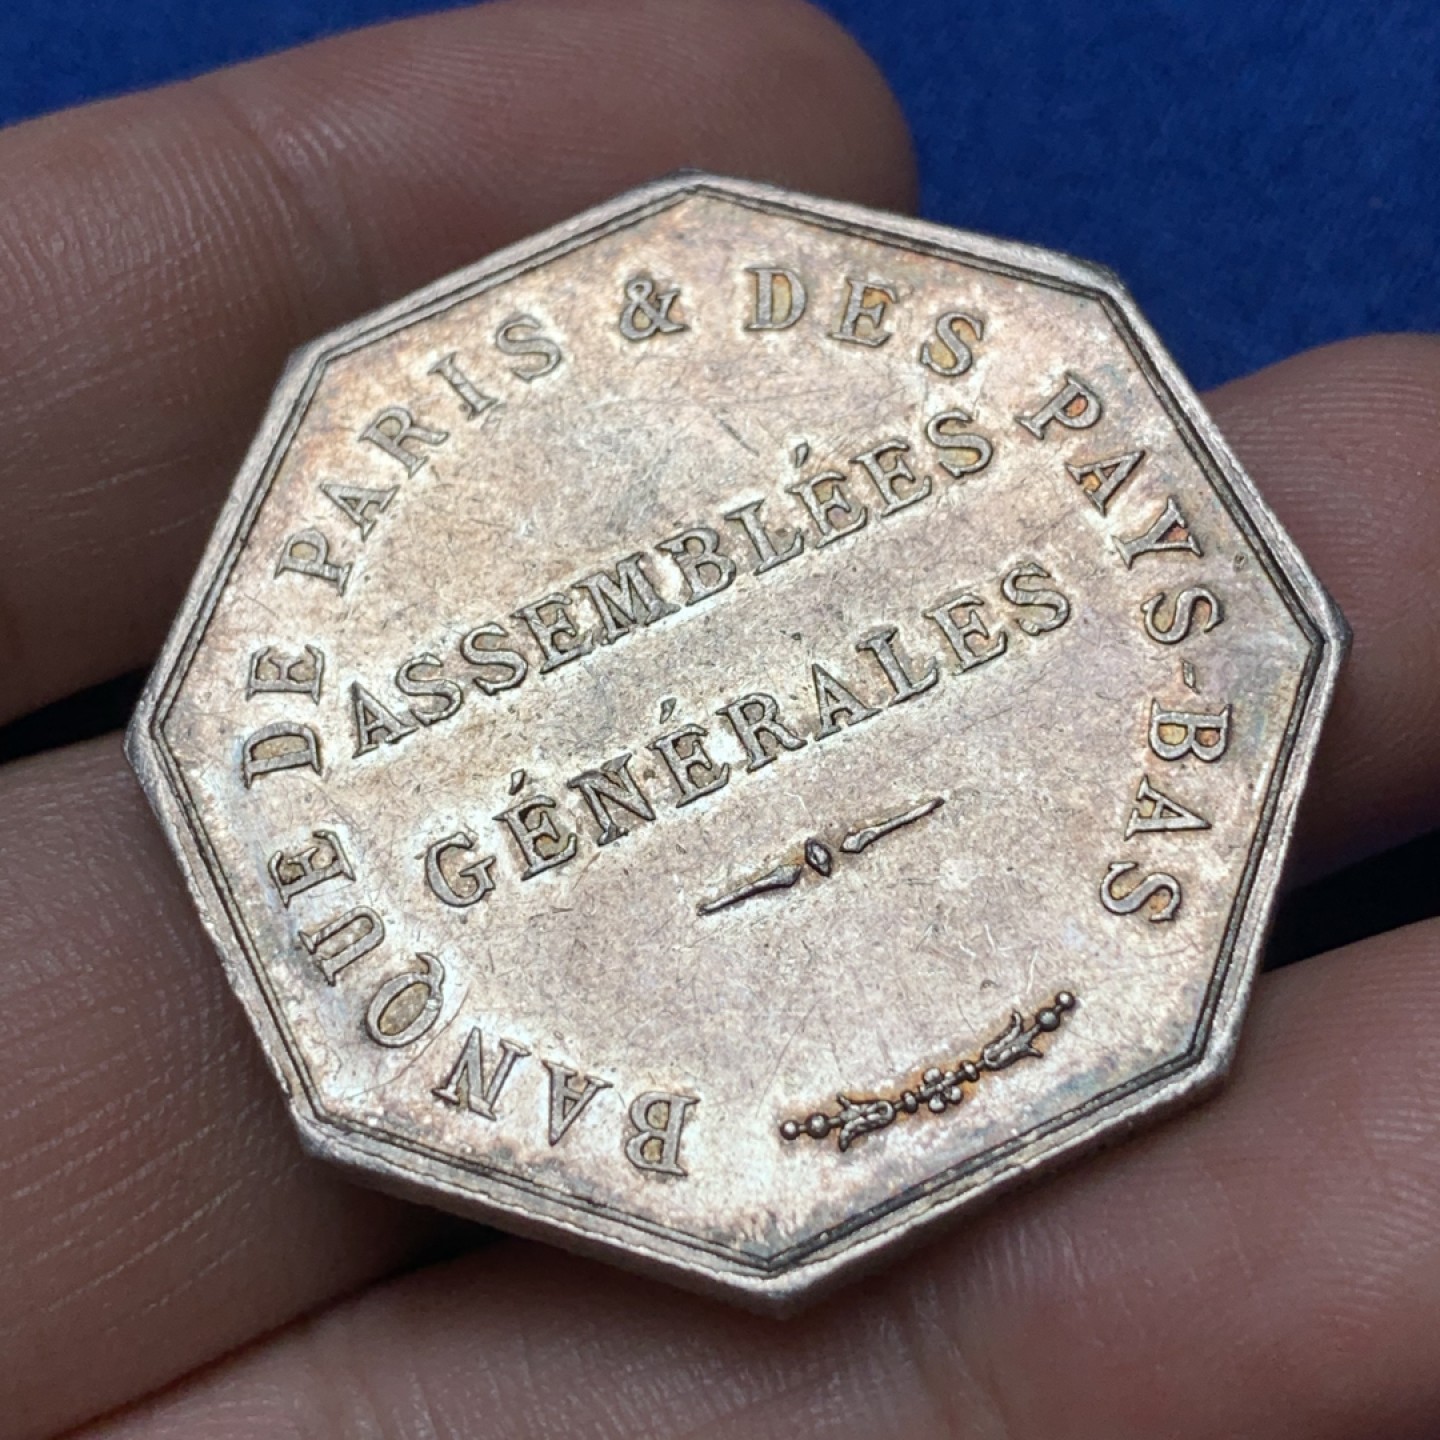 BANQUE DE PARIS & DES PAYS-BAS
ASSEMBLÉES
GÉNÉRALES